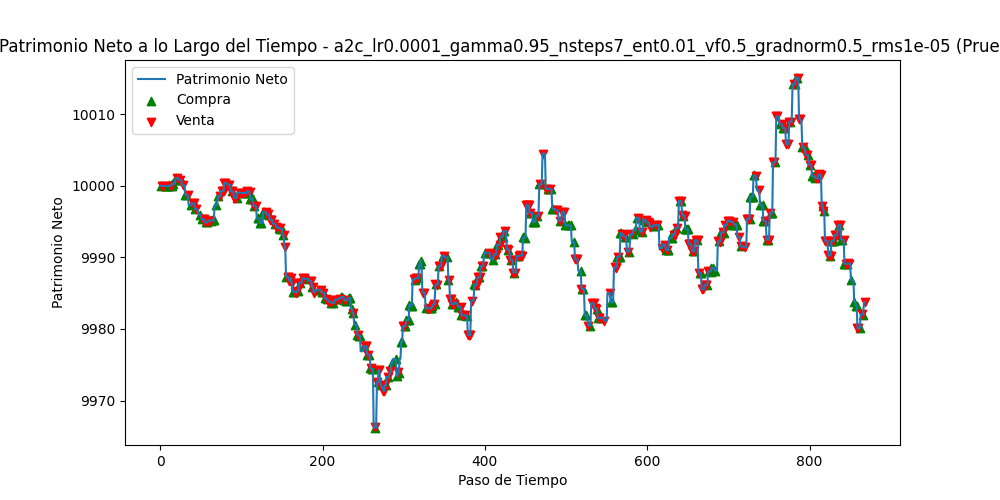 Patrimonio Neto a lo Largo del Tiempo - a2c_lr0.0001_gamma0.95_nsteps7_ent0.01_vf0.5_gradnorm0.5_rms1e-05 (Prue
Patrimonio Neto
Compra
Venta
10010
10000
9990
9980
9970
Patrimonio Neto
0 200 400 600 800
Paso de Tiempo